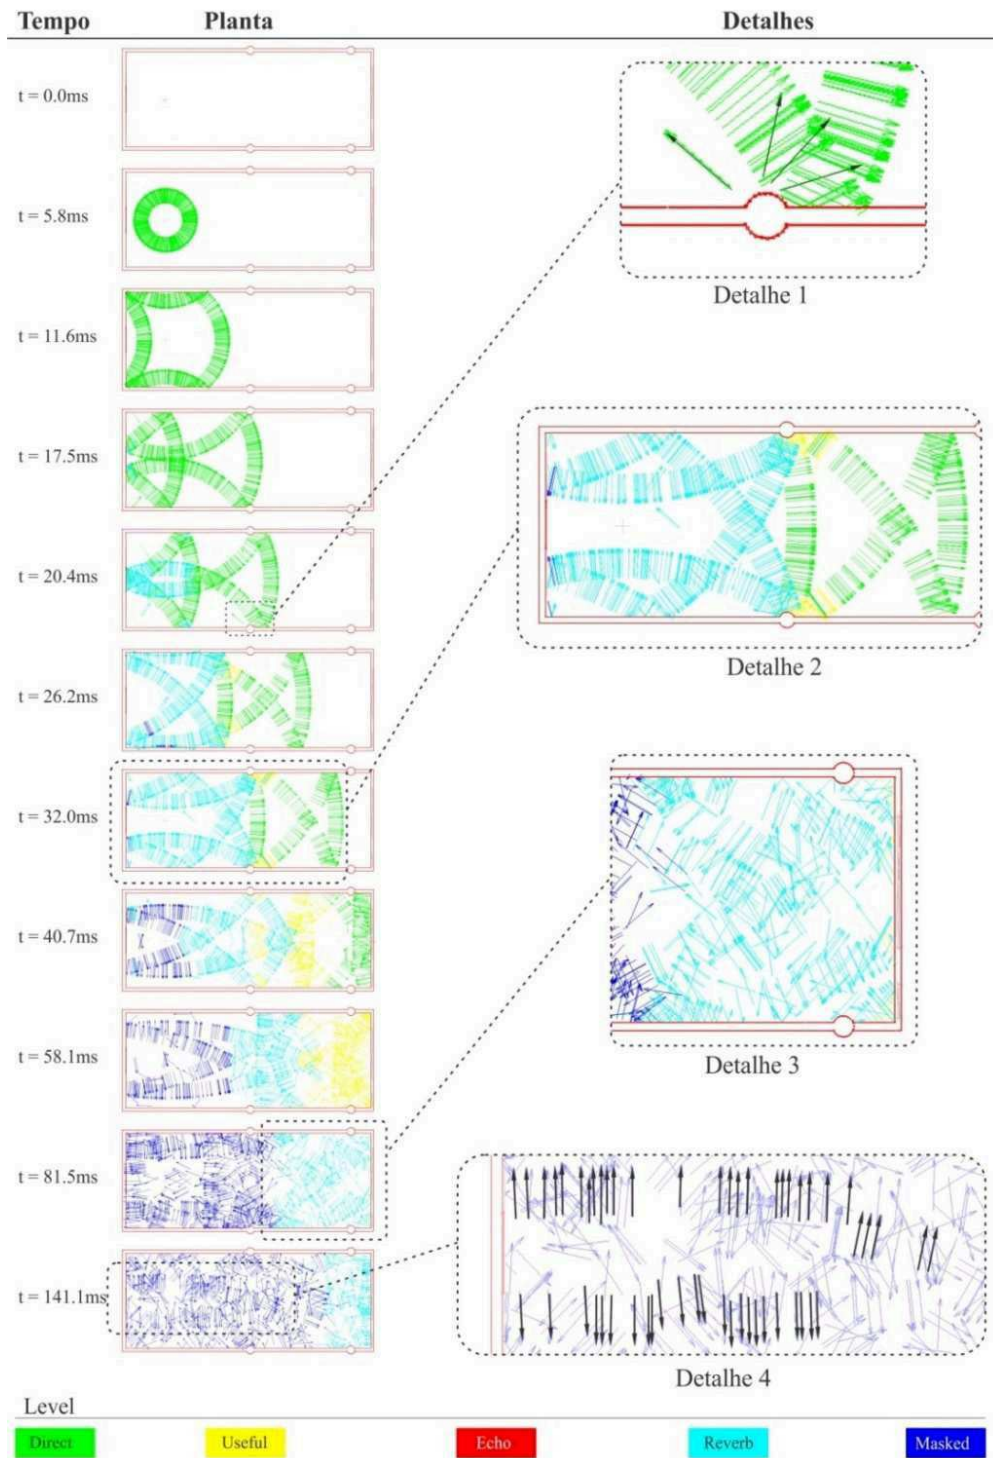 Tempo Planta Detalhes
t = 0.0ms
t = 5.8ms
Detalhe 1
t = 11.6ms
t = 17.5ms
t = 20.4ms
Detalhe 2
t = 26.2ms
t = 32.0ms
t = 40.7ms
t = 58.1ms
Detalhe 3
t = 81.5ms
t = 141.1ms
Detalhe 4
Level
Direct Useful Echo Reverb Masked